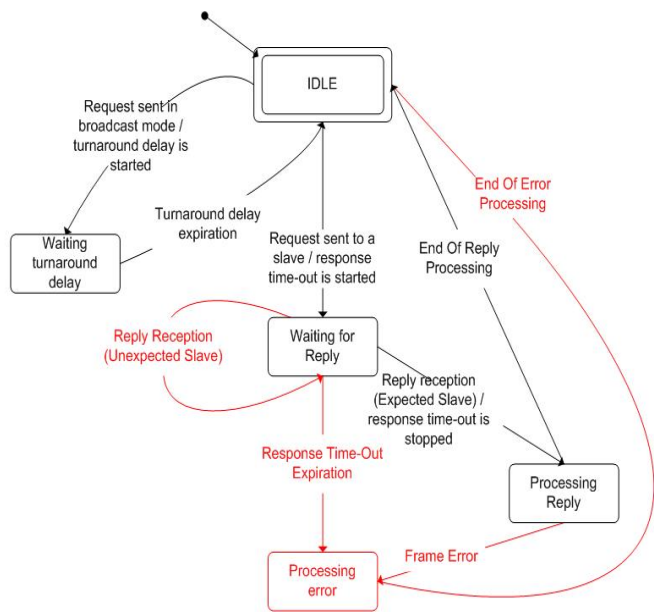 IDLE
Request sent in
broadcast mode /
turnaround delay is
started
End Of Error
Processing
Turnaround delay
expiration
Waiting
turnaround
delay
Request sent to a
slave / response
time-out is started
End Of Reply
Processing
Reply Reception
(Unexpected Slave)
Waiting for
Reply
Reply reception
(Expected Slave) /
response time-out is
stopped
Response Time-Out
Expiration
Processing
Reply
Frame Error
Processing
error